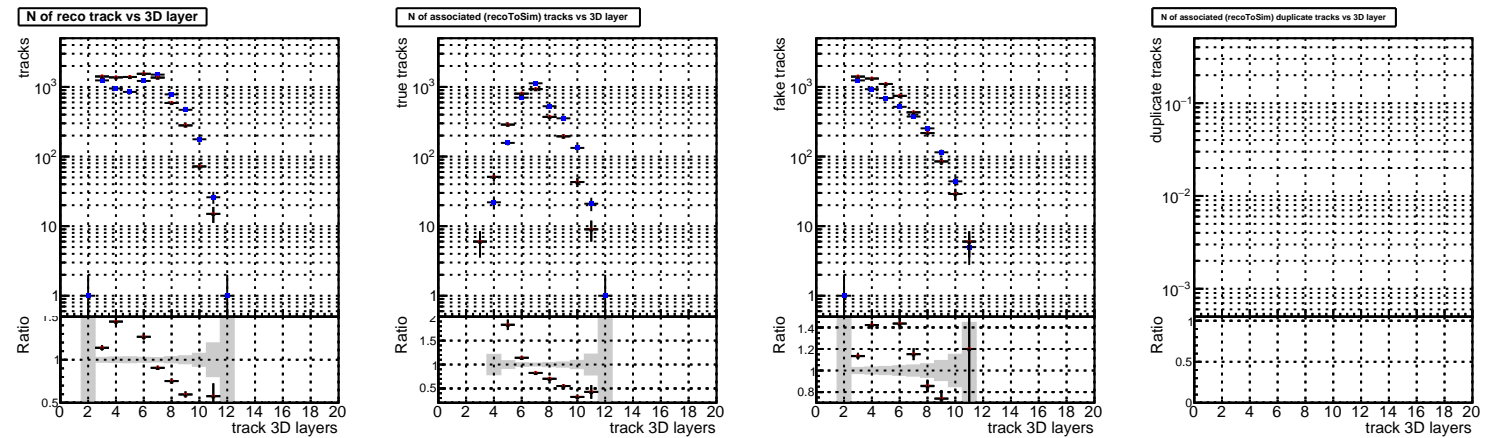 N of reco track vs 3D layer
tracks
10³
10²
10
1
Ratio
1.5
1
0.5
0 2 4 6 8 10 12 14 16 18 20
track 3D layers
N of associated (recoToSim) tracks vs 3D layer
true tracks
10³
10²
10
1
Ratio
2
1.5
1
0.5
0 2 4 6 8 10 12 14 16 18 20
track 3D layers
fake tracks
10³
10²
10
1
Ratio
1.4
1.2
1
0.8
0 2 4 6 8 10 12 14 16 18 20
track 3D layers
N of associated (recoToSim) duplicate tracks vs 3D layer
duplicate tracks
10⁻¹
10⁻²
10⁻³
Ratio
1
0.5
0
0 2 4 6 8 10 12 14 16 18 20
track 3D layers